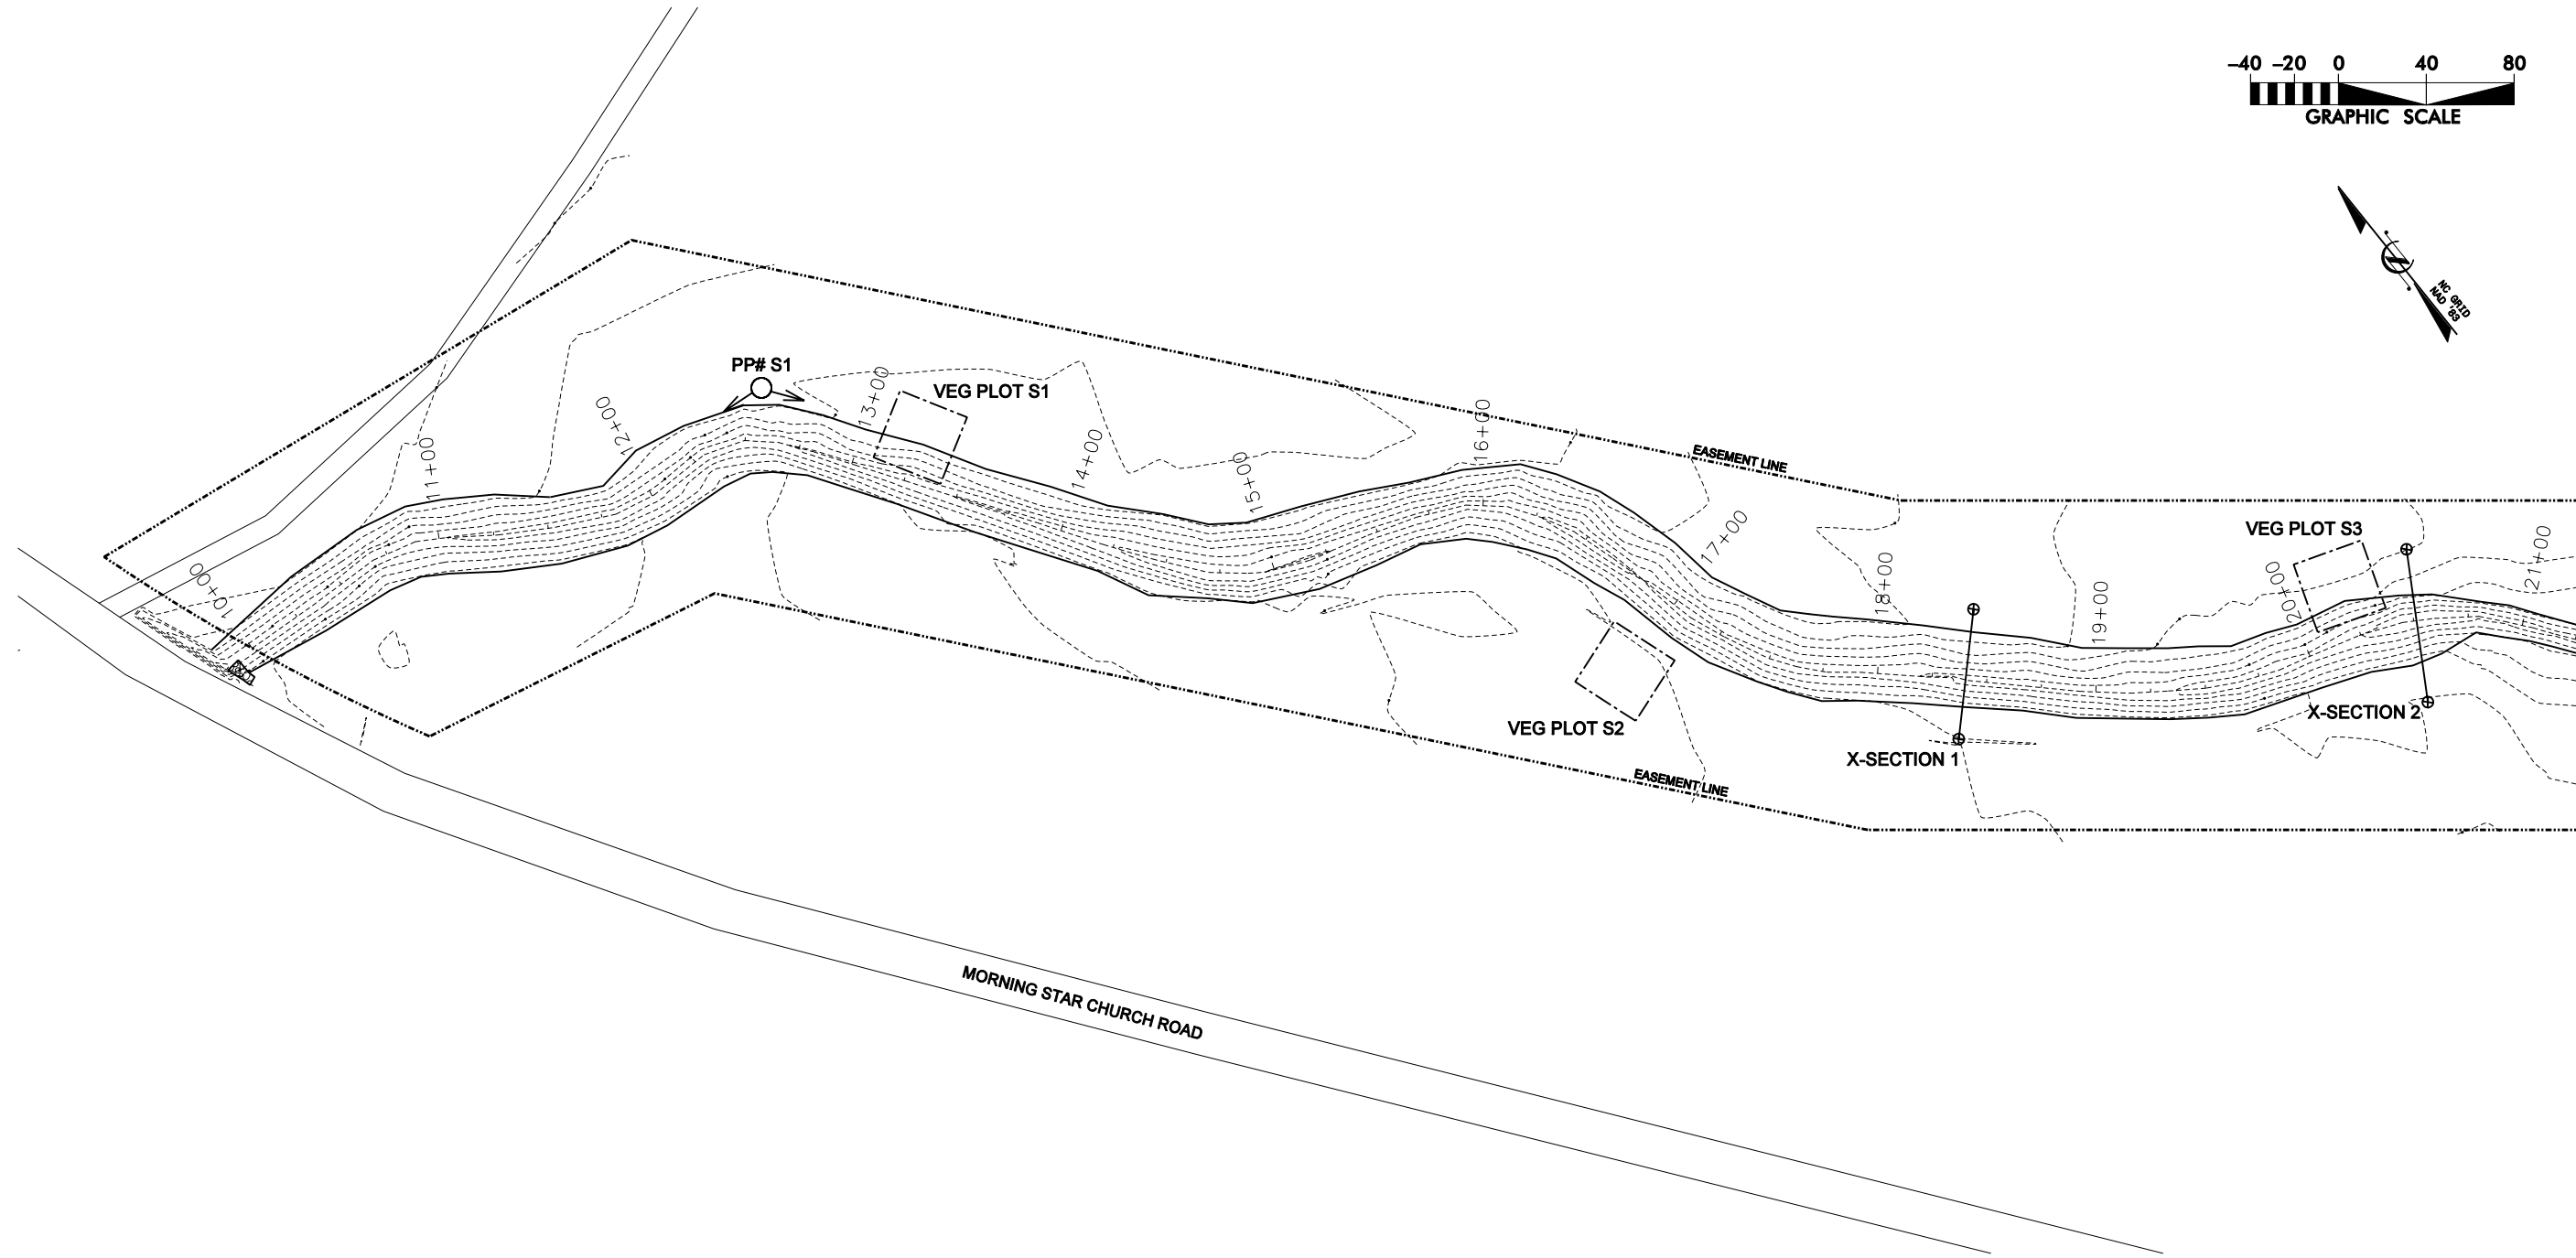 −40 −20 0 40 80
GRAPHIC SCALE
NC GRID
NAD '83
PP# S1
VEG PLOT S1
10+00
11+00
12+00
13+00
14+00
15+00
16+00
17+00
18+00
19+00
20+00
21+00
EASEMENT LINE
VEG PLOT S3
VEG PLOT S2
X-SECTION 1
X-SECTION 2
EASEMENT LINE
MORNING STAR CHURCH ROAD